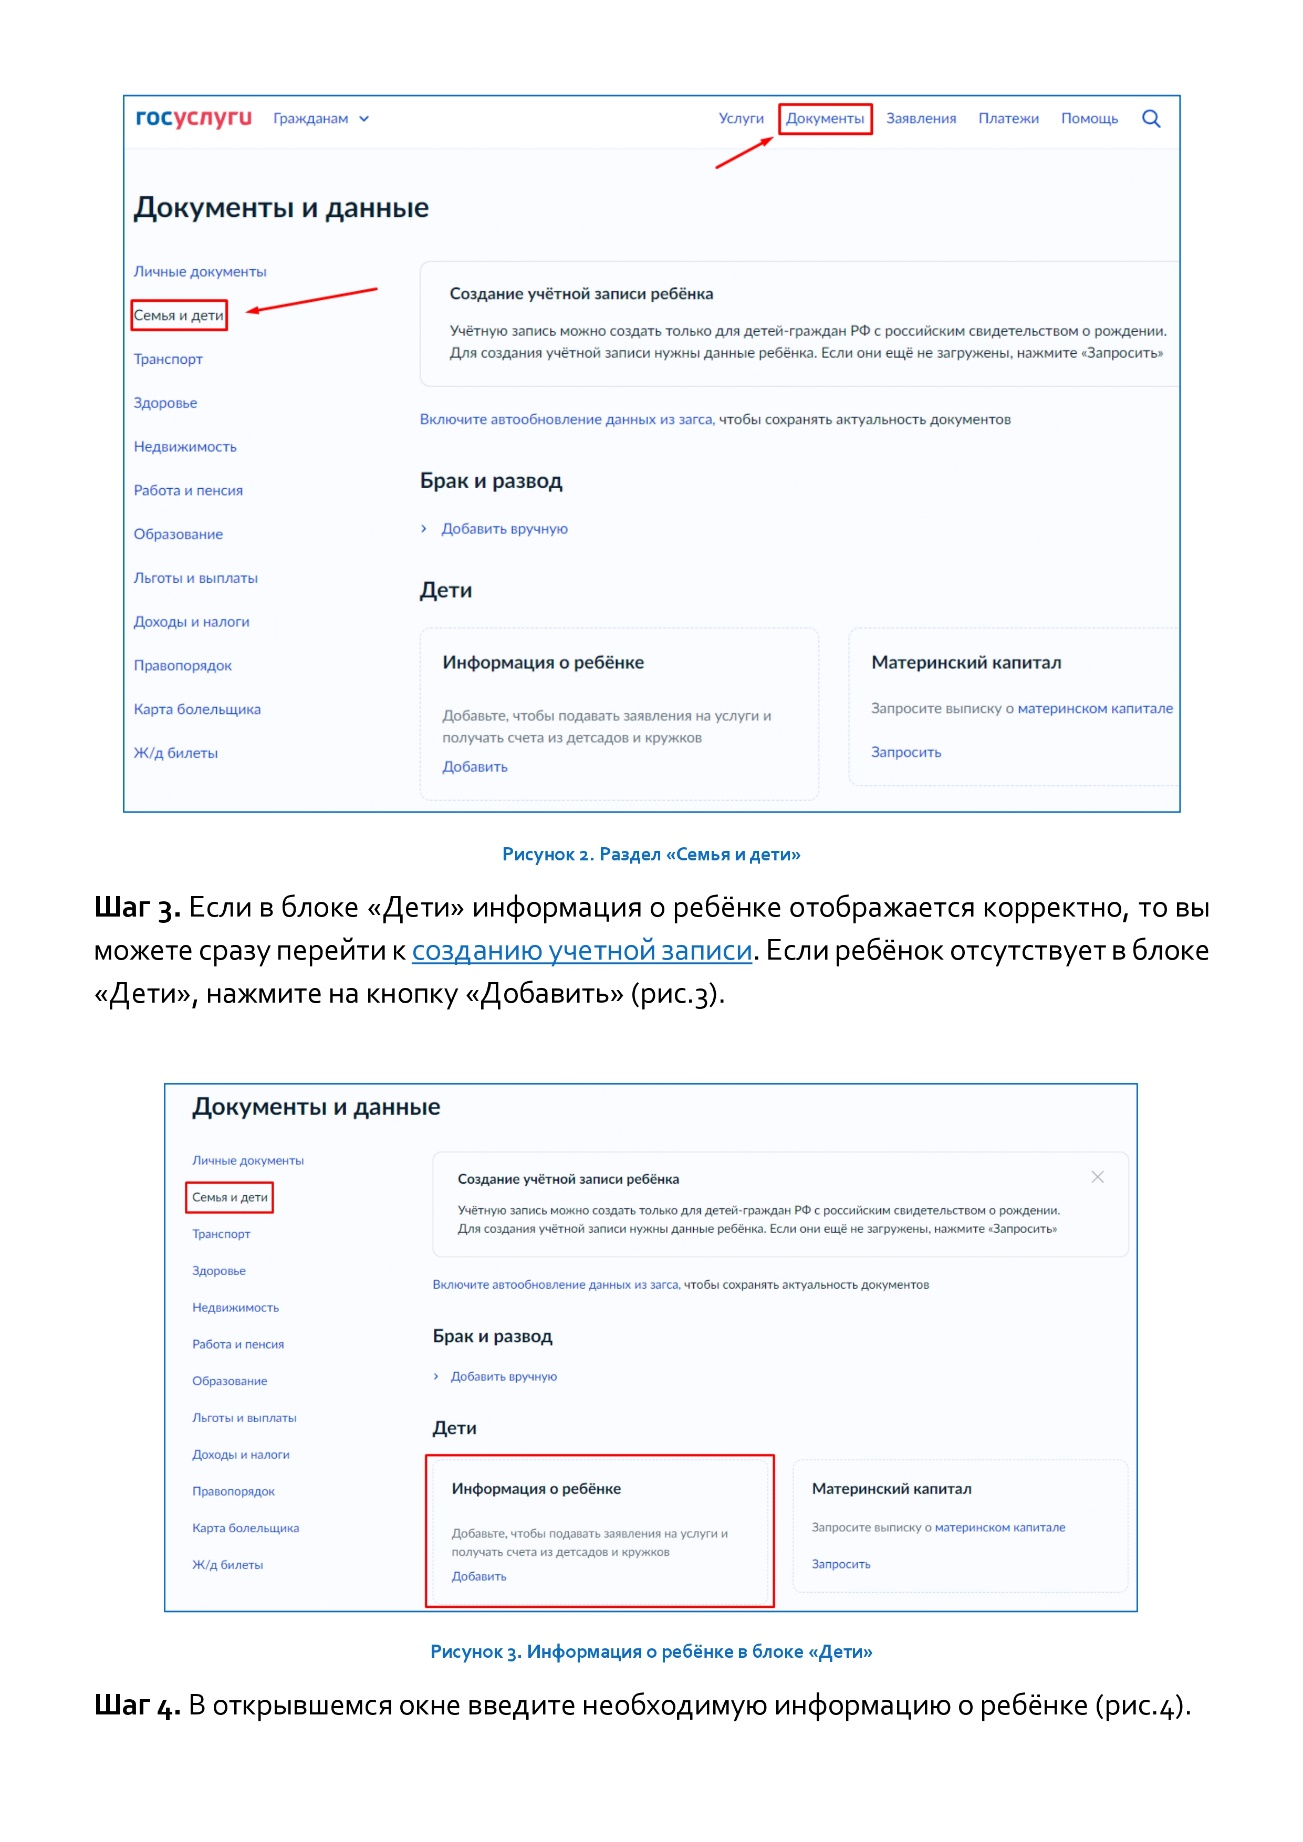 госуслуги Гражданам Услуги Документы Заявления Платежи Помощь
Документы и данные
Личные документы
Семья и дети
Транспорт
Здоровье
Недвижимость
Работа и пенсия
Образование
Льготы и выплаты
Доходы и налоги
Правопорядок
Карта болельщика
Ж/д билеты
Создание учётной записи ребёнка
Учётную запись можно создать только для детей-граждан РФ с российским свидетельством о рождении.
Для создания учётной записи нужны данные ребёнка. Если они ещё не загружены, нажмите «Запросить»
Включите автообновление данных из загса, чтобы сохранять актуальность документов
Брак и развод
Добавить вручную
Дети
Информация о ребёнке
Добавьте, чтобы подавать заявления на услуги и
получать счета из детсадов и кружков
Добавить
Материнский капитал
Запросите выписку о материнском капитале
Запросить
Рисунок 2. Раздел «Семья и дети»
Шаг 3. Если в блоке «Дети» информация о ребёнке отображается корректно, то вы
можете сразу перейти к созданию учетной записи. Если ребёнок отсутствует в блоке
«Дети», нажмите на кнопку «Добавить» (рис.3).
Документы и данные
Личные документы
Семья и дети
Транспорт
Здоровье
Недвижимость
Работа и пенсия
Образование
Льготы и выплаты
Доходы и налоги
Правопорядок
Карта болельщика
Ж/д билеты
Создание учётной записи ребёнка
Учётную запись можно создать только для детей-граждан РФ с российским свидетельством о рождении.
Для создания учётной записи нужны данные ребёнка. Если они ещё не загружены, нажмите «Запросить»
Включите автообновление данных из загса, чтобы сохранять актуальность документов
Брак и развод
Добавить вручную
Дети
Информация о ребёнке
Добавьте, чтобы подавать заявления на услуги и
получать счета из детсадов и кружков
Добавить
Материнский капитал
Запросите выписку о материнском капитале
Запросить
Рисунок 3. Информация о ребёнке в блоке «Дети»
Шаг 4. В открывшемся окне введите необходимую информацию о ребёнке (рис.4).